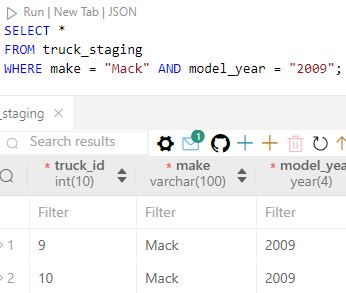 Run | New Tab | JSON
SELECT *
FROM truck_staging
WHERE make = "Mack" AND model_year = "2009";
_staging
Search results
1
* truck_id * make * model_yea
int(10) varchar(100) year(4)
Filter Filter Filter
1 9 Mack 2009
2 10 Mack 2009